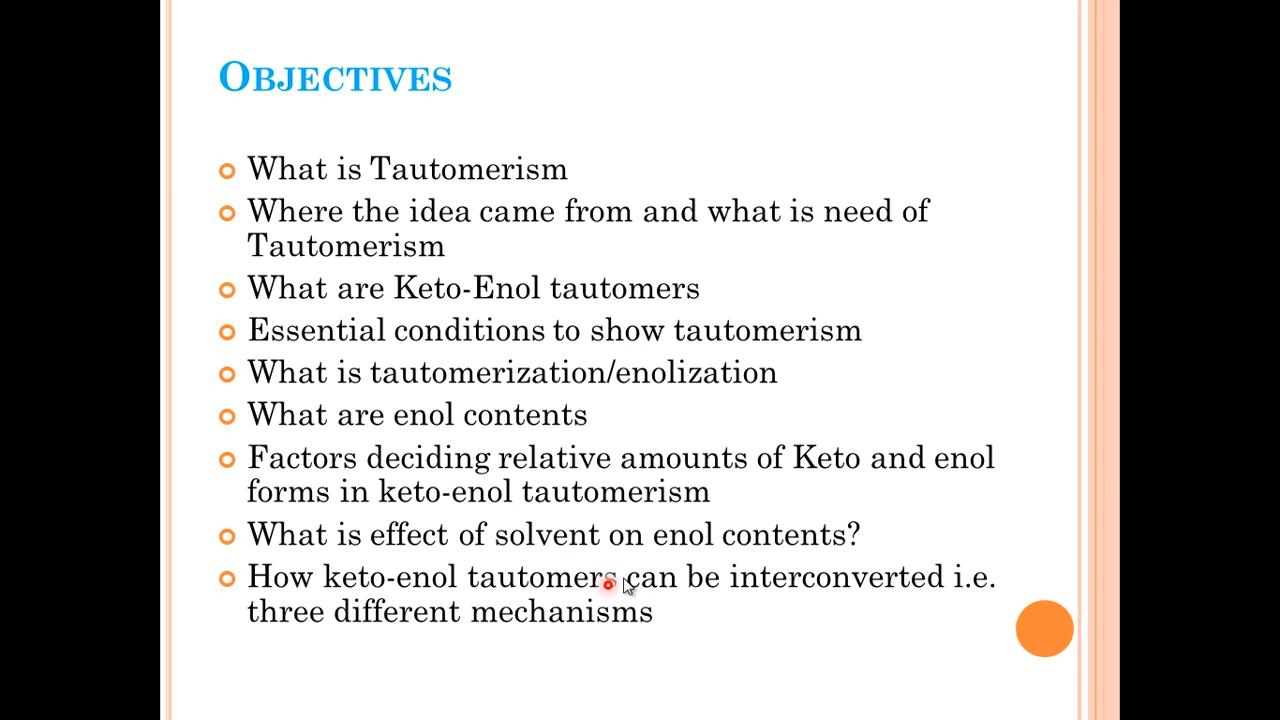 OBJECTIVES
What is Tautomerism
Where the idea came from and what is need of
Tautomerism
What are Keto-Enol tautomers
Essential conditions to show tautomerism
What is tautomerization/enolization
What are enol contents
Factors deciding relative amounts of Keto and enol
forms in keto-enol tautomerism
What is effect of solvent on enol contents?
How keto-enol tautomers can be interconverted i.e.
three different mechanisms